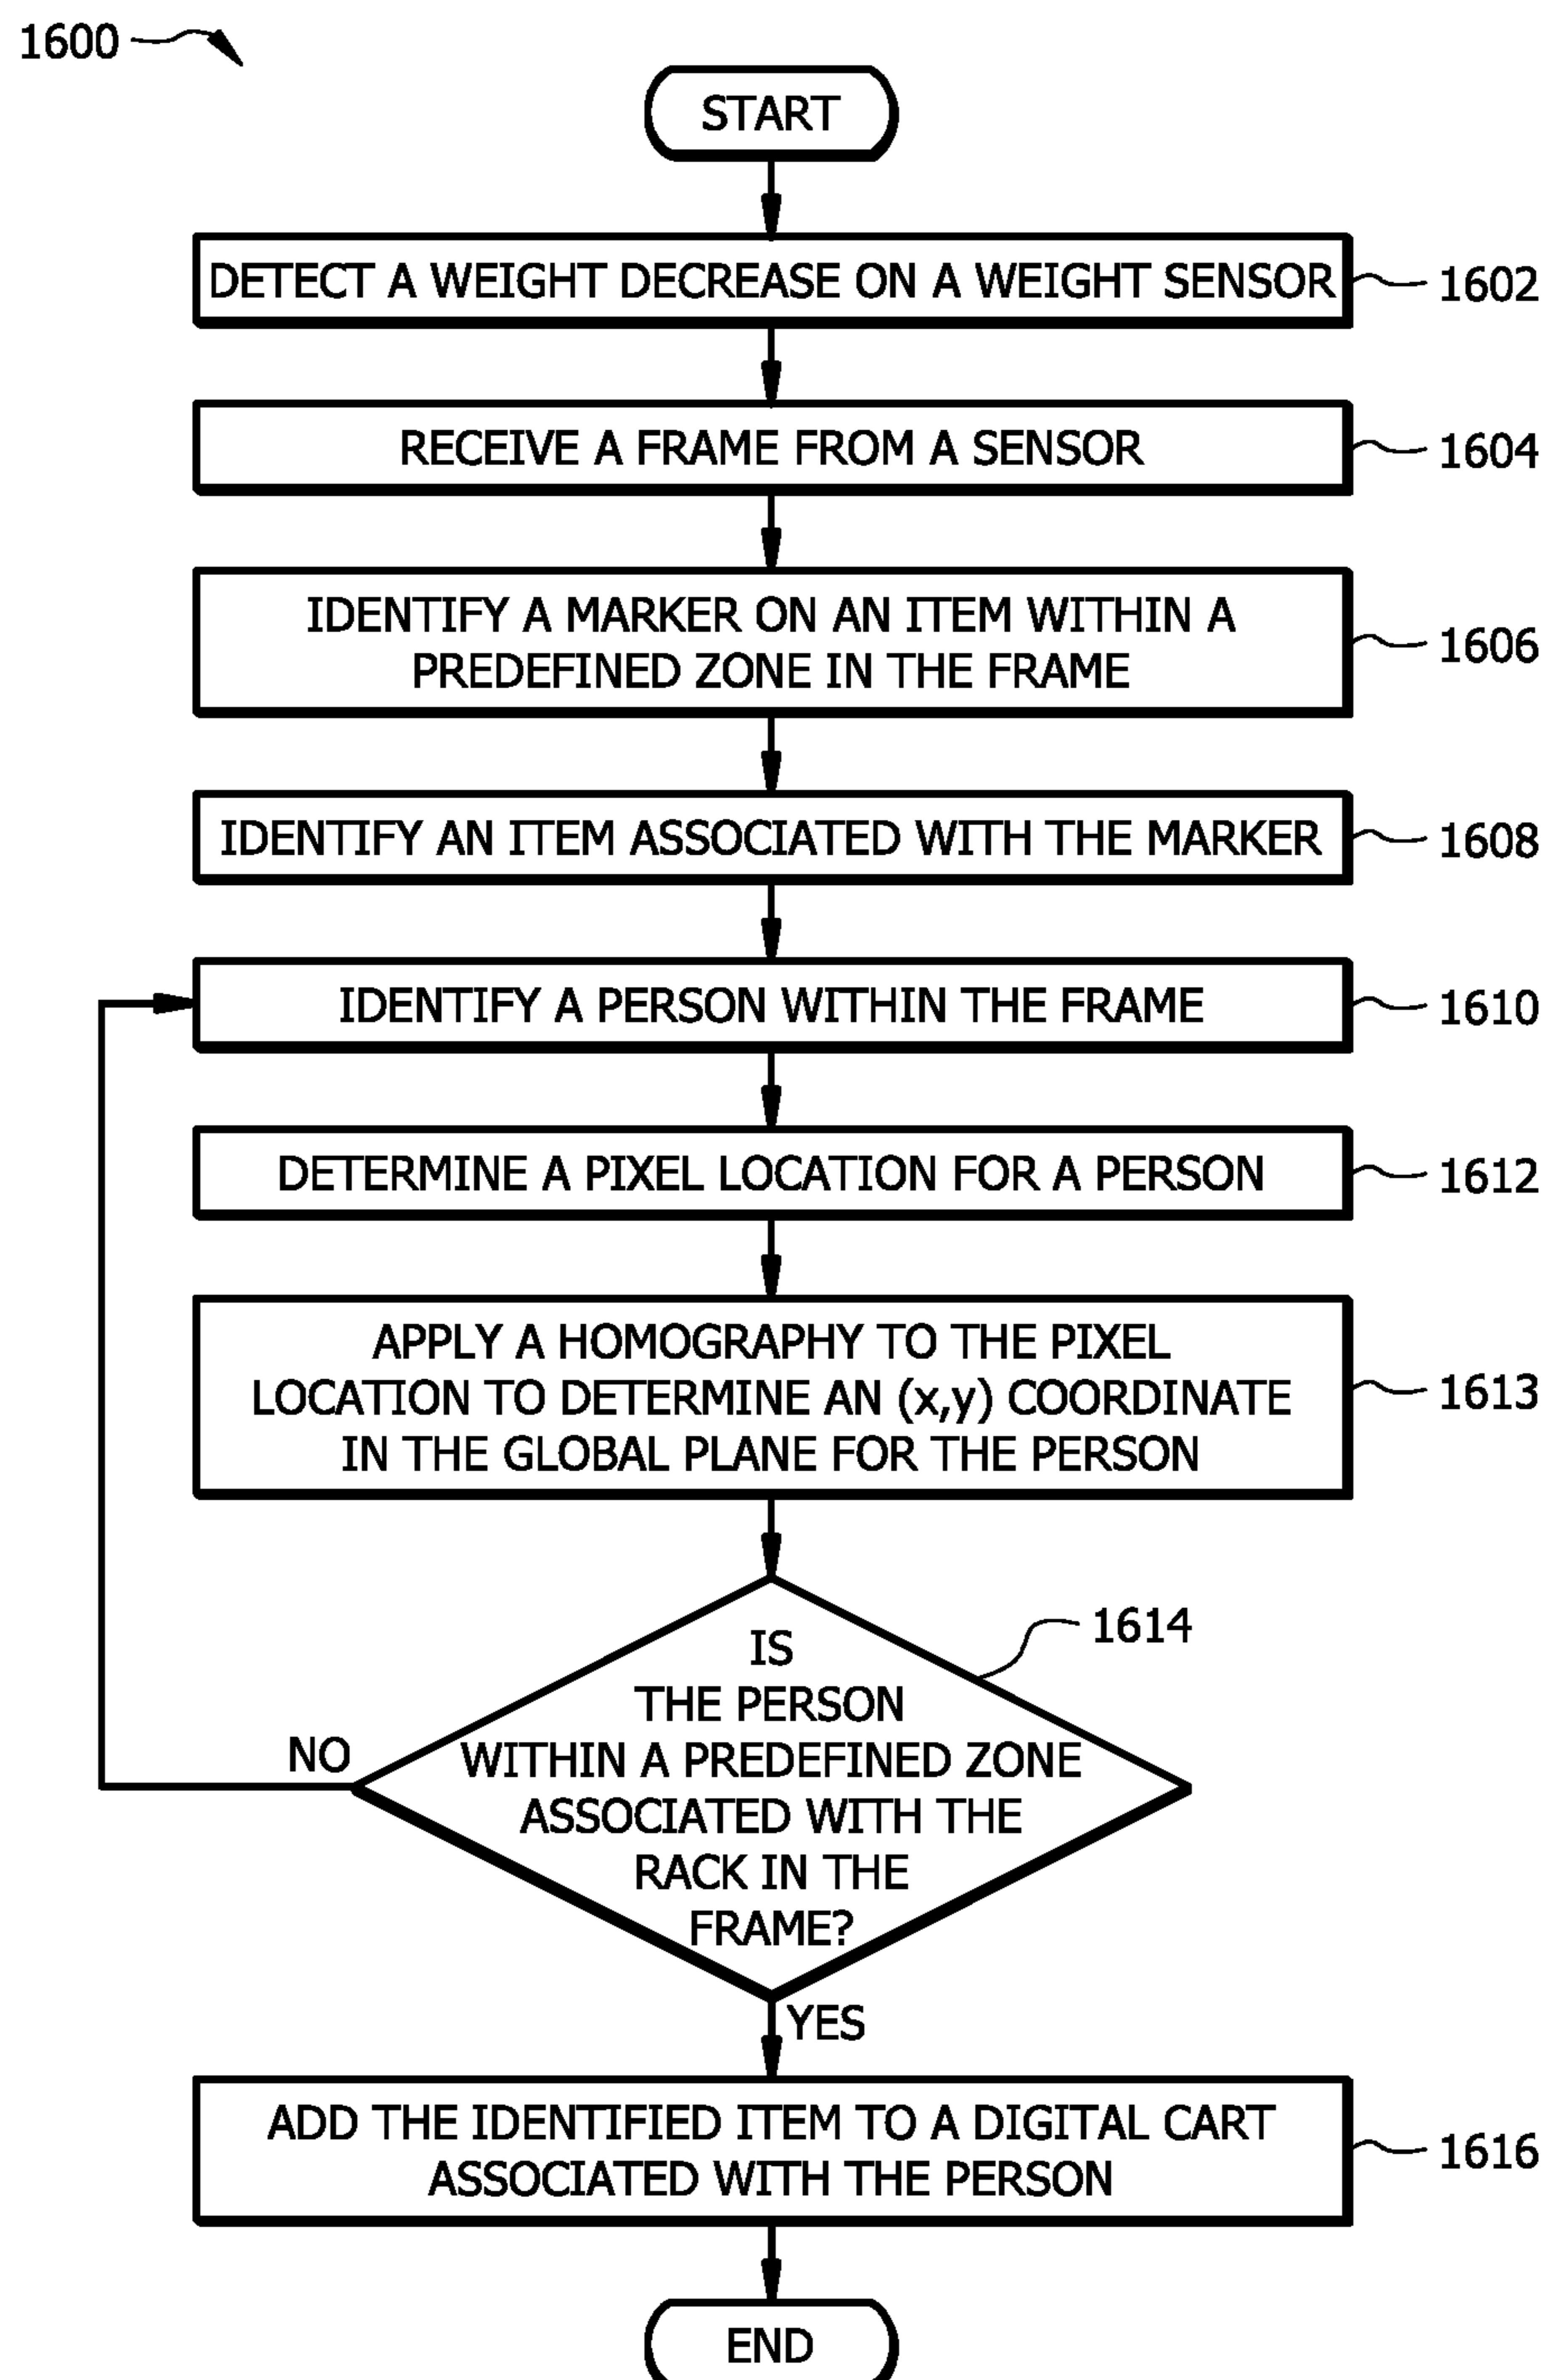 1600
START
DETECT A WEIGHT DECREASE ON A WEIGHT SENSOR
1602
RECEIVE A FRAME FROM A SENSOR
1604
IDENTIFY A MARKER ON AN ITEM WITHIN A
PREDEFINED ZONE IN THE FRAME
1606
IDENTIFY AN ITEM ASSOCIATED WITH THE MARKER
1608
IDENTIFY A PERSON WITHIN THE FRAME
1610
DETERMINE A PIXEL LOCATION FOR A PERSON
1612
APPLY A HOMOGRAPHY TO THE PIXEL
LOCATION TO DETERMINE AN (x,y) COORDINATE
IN THE GLOBAL PLANE FOR THE PERSON
1613
IS
THE PERSON
WITHIN A PREDEFINED ZONE
ASSOCIATED WITH THE
RACK IN THE
FRAME?
1614
NO
YES
ADD THE IDENTIFIED ITEM TO A DIGITAL CART
ASSOCIATED WITH THE PERSON
1616
END